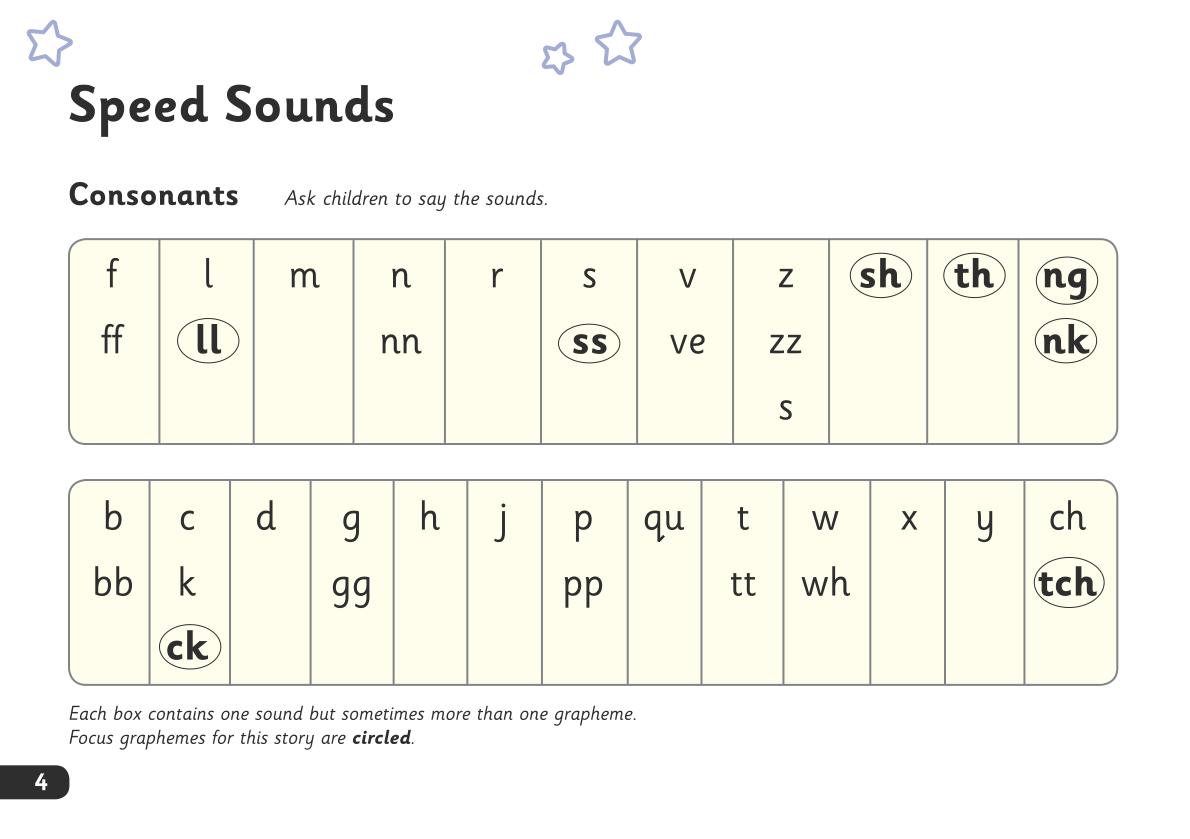 Speed Sounds
Consonants Ask children to say the sounds.
f l m n r s v z sh th ng
ff ll nn ss ve zz nk
s
b c d g h j p qu t w x y ch
bb k gg pp tt wh tch
ck
Each box contains one sound but sometimes more than one grapheme.
Focus graphemes for this story are circled.
4